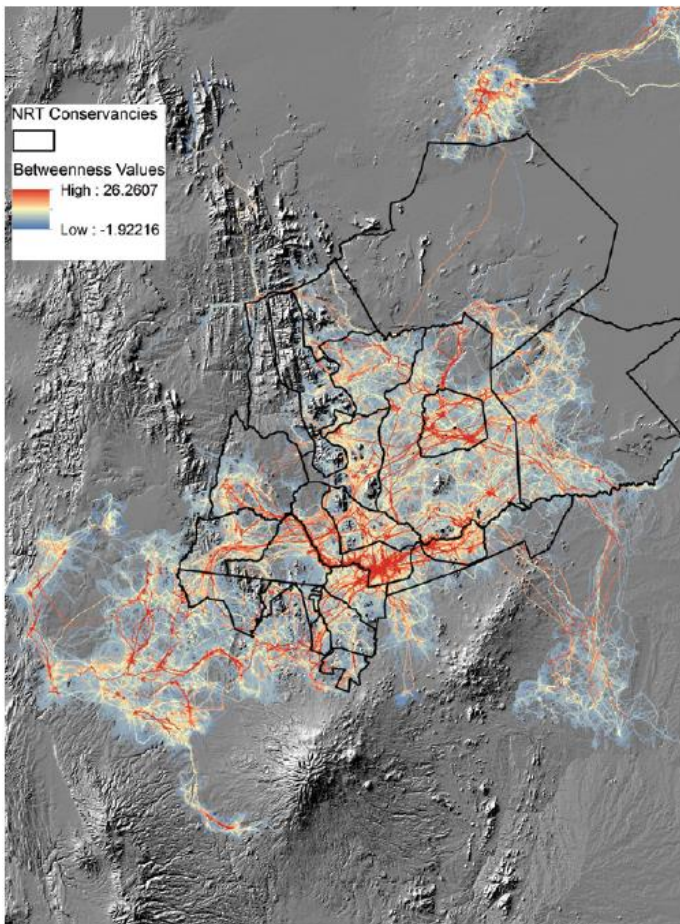 NRT Conservancies
Betweenness Values
High : 26.2607
Low : -1.92216